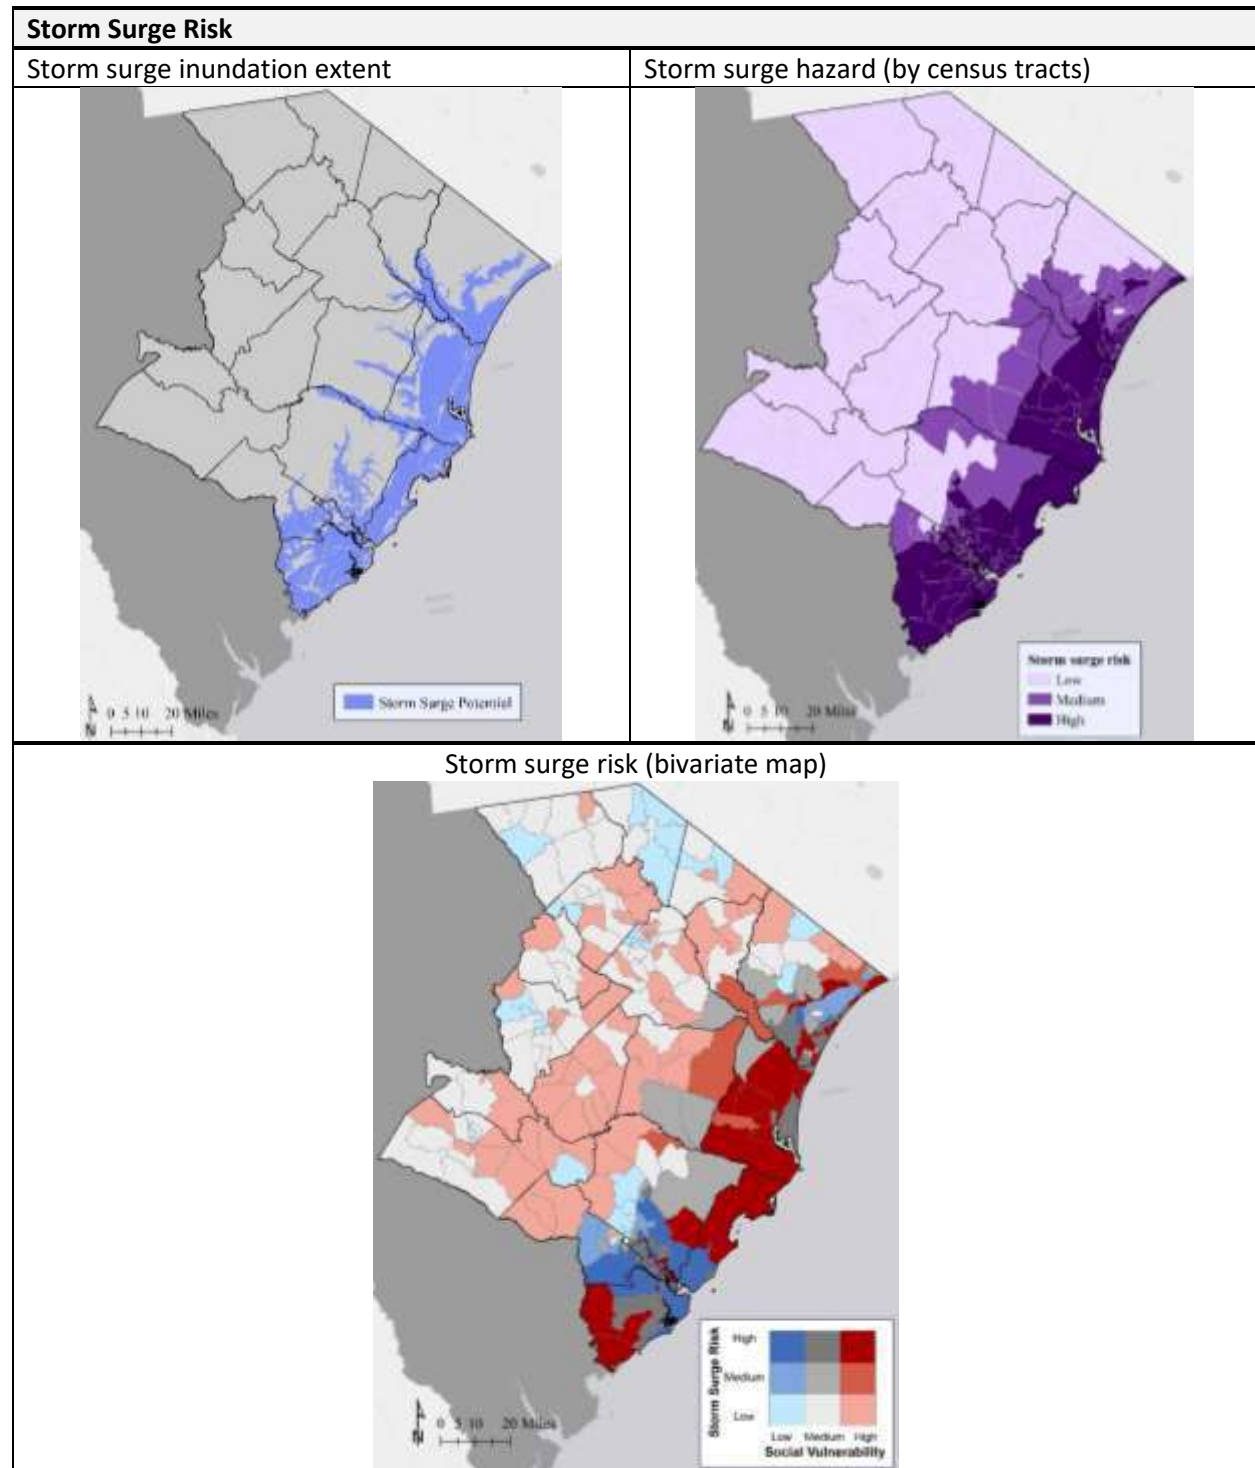 Storm Surge Risk
Storm surge inundation extent
Storm surge hazard (by census tracts)
Storm Surge Potential
0 5 10 20 Miles
N
Storm surge risk
Low
Medium
High
0 5 10 20 Miles
N
Storm surge risk (bivariate map)
Storm Surge Risk
High
Medium
Low
Low Medium High
Social Vulnerability
0 5 10 20 Miles
N